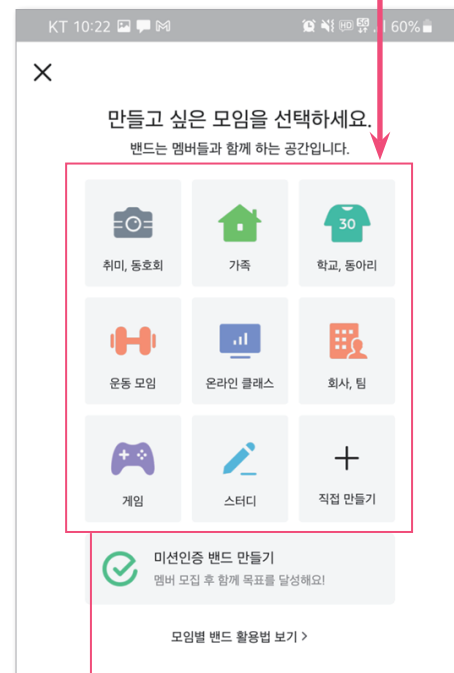 KT 10:22 HD 5G 60%
만들고 싶은 모임을 선택하세요.
밴드는 멤버들과 함께 하는 공간입니다.
30
취미, 동호회 가족 학교, 동아리
운동 모임 온라인 클래스 회사, 팀
게임 스터디 직접 만들기
미션인증 밴드 만들기
멤버 모집 후 함께 목표를 달성해요!
모임별 밴드 활용법 보기 >